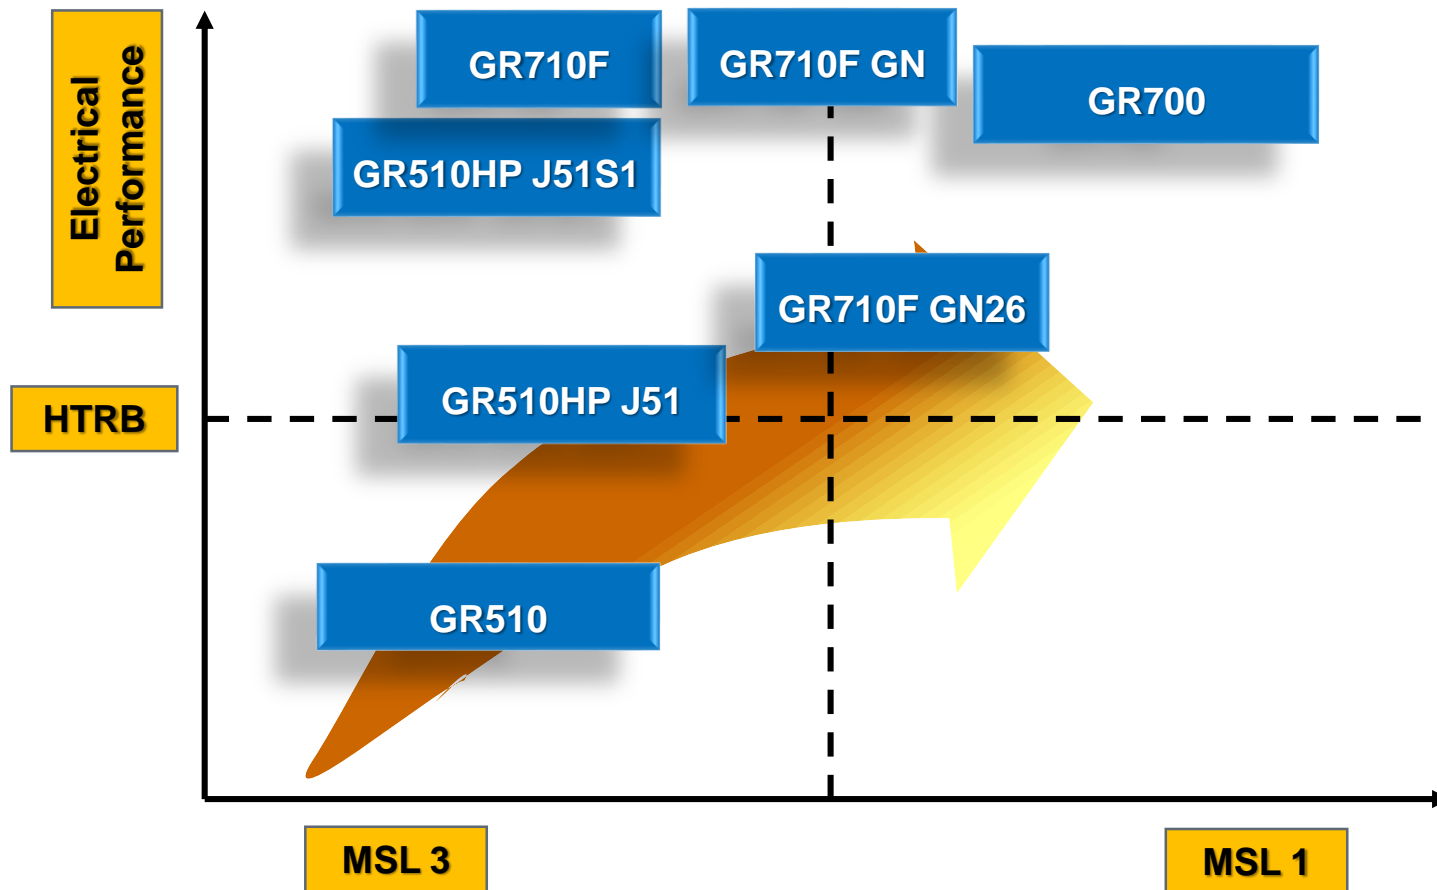 Electrical
Performance
GR710F
GR710F GN
GR700
GR510HP J51S1
GR710F GN26
GR510HP J51
HTRB
GR510
MSL 3
MSL 1